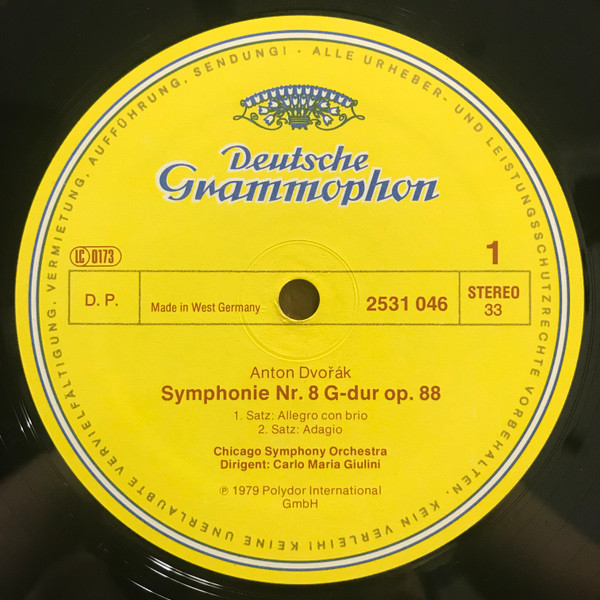 Deutsche
Grammophon
LC 0173
1
D. P.
Made in West Germany
2531 046
STEREO
33
Anton Dvořák
Symphonie Nr. 8 G-dur op. 88
1. Satz: Allegro con brio
2. Satz: Adagio
Chicago Symphony Orchestra
Dirigent: Carlo Maria Giulini
℗ 1979 Polydor International
GmbH
ALLE URHEBER- UND LEISTUNGSSCHUTZRECHTE VORBEHALTEN · KEIN VERLEIH! KEINE UNERLAUBTE VERVIELFÄLTIGUNG, VERMIETUNG, AUFFÜHRUNG, SENDUNG! -